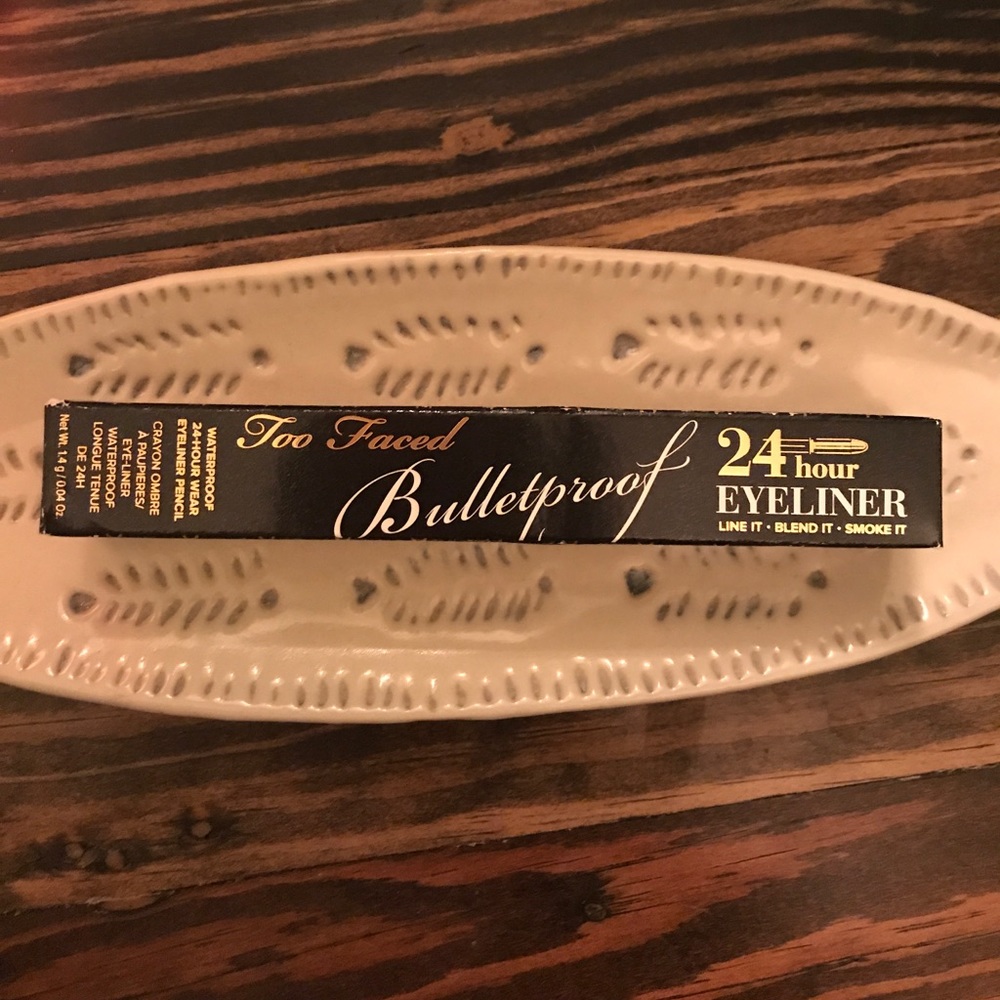 Too Faced
Bulletproof
24 hour
EYELINER
LINE IT • BLEND IT • SMOKE IT
WATERPROOF
24-HOUR WEAR
EYELINER PENCIL
CRAYON OMBRE
À PAUPIÈRES/
EYE-LINER
WATERPROOF
LONGUE TENUE
DE 24H
Net Wt. 1.4 g / 0.04 Oz.